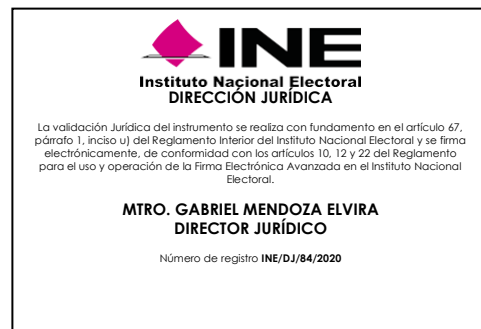 INE
Instituto Nacional Electoral
DIRECCIÓN JURÍDICA
La validación Jurídica del instrumento se realiza con fundamento en el artículo 67,
párrafo 1, inciso u) del Reglamento Interior del Instituto Nacional Electoral y se firma
electrónicamente, de conformidad con los artículos 10, 12 y 22 del Reglamento
para el uso y operación de la Firma Electrónica Avanzada en el Instituto Nacional
Electoral.
MTRO. GABRIEL MENDOZA ELVIRA
DIRECTOR JURÍDICO
Número de registro INE/DJ/84/2020